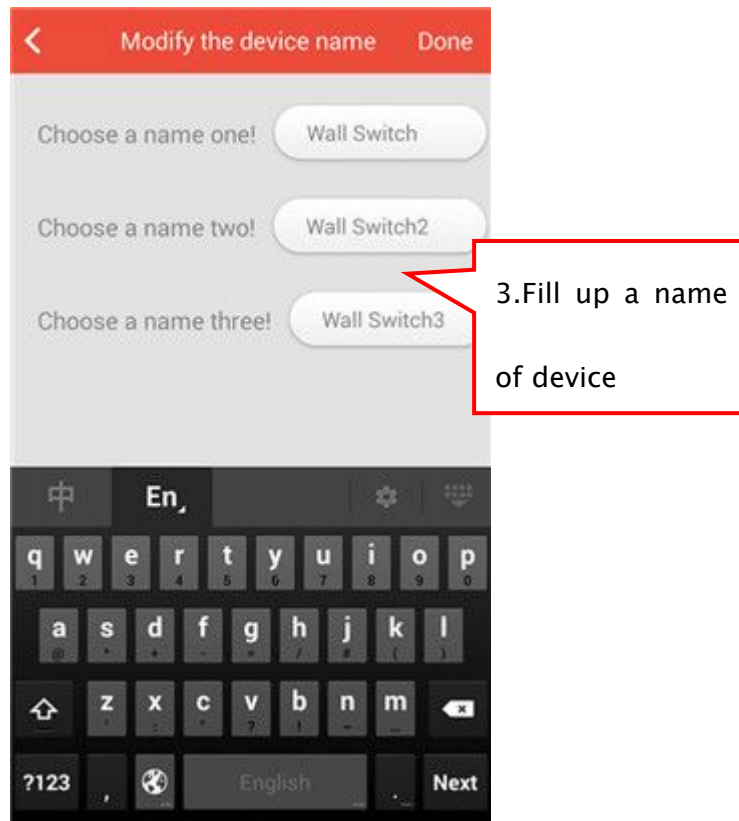 Modify the device name Done
Choose a name one! Wall Switch
Choose a name two! Wall Switch2
3.Fill up a name
of device
Choose a name three! Wall Switch3
中 En
q w e r t y u i o p
1 2 3 4 5 6 7 8 9 0
a s d f g h j k l
z x c v b n m
?123 , English . Next